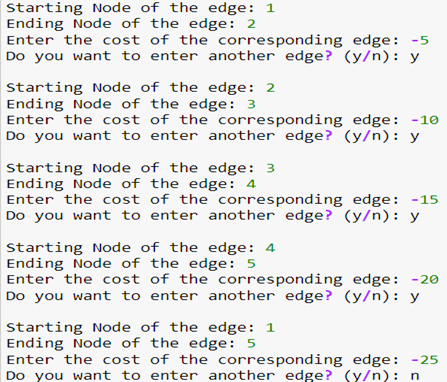 Starting Node of the edge: 1
Ending Node of the edge: 2
Enter the cost of the corresponding edge: -5
Do you want to enter another edge? (y/n): y
Starting Node of the edge: 2
Ending Node of the edge: 3
Enter the cost of the corresponding edge: -10
Do you want to enter another edge? (y/n): y
Starting Node of the edge: 3
Ending Node of the edge: 4
Enter the cost of the corresponding edge: -15
Do you want to enter another edge? (y/n): y
Starting Node of the edge: 4
Ending Node of the edge: 5
Enter the cost of the corresponding edge: -20
Do you want to enter another edge? (y/n): y
Starting Node of the edge: 1
Ending Node of the edge: 5
Enter the cost of the corresponding edge: -25
Do you want to enter another edge? (y/n): n